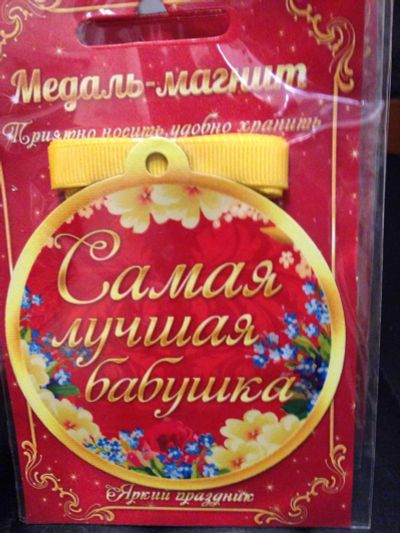 Медаль-магнит
Приятно носить, удобно хранить
Самая
лучшая
бабушка
Яркий праздник